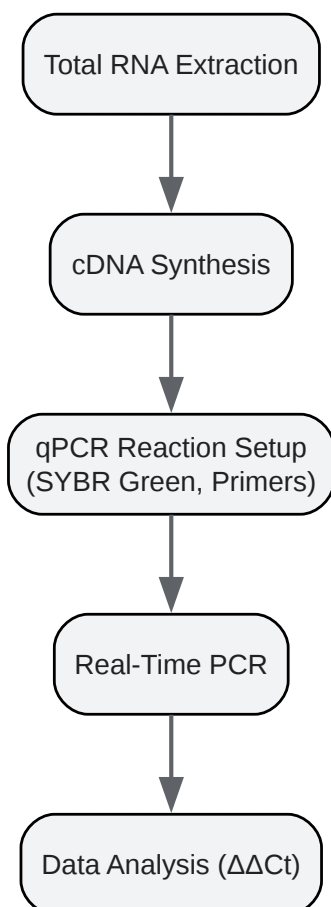 Total RNA Extraction
cDNA Synthesis
qPCR Reaction Setup
(SYBR Green, Primers)
Real-Time PCR
Data Analysis (ΔΔCt)